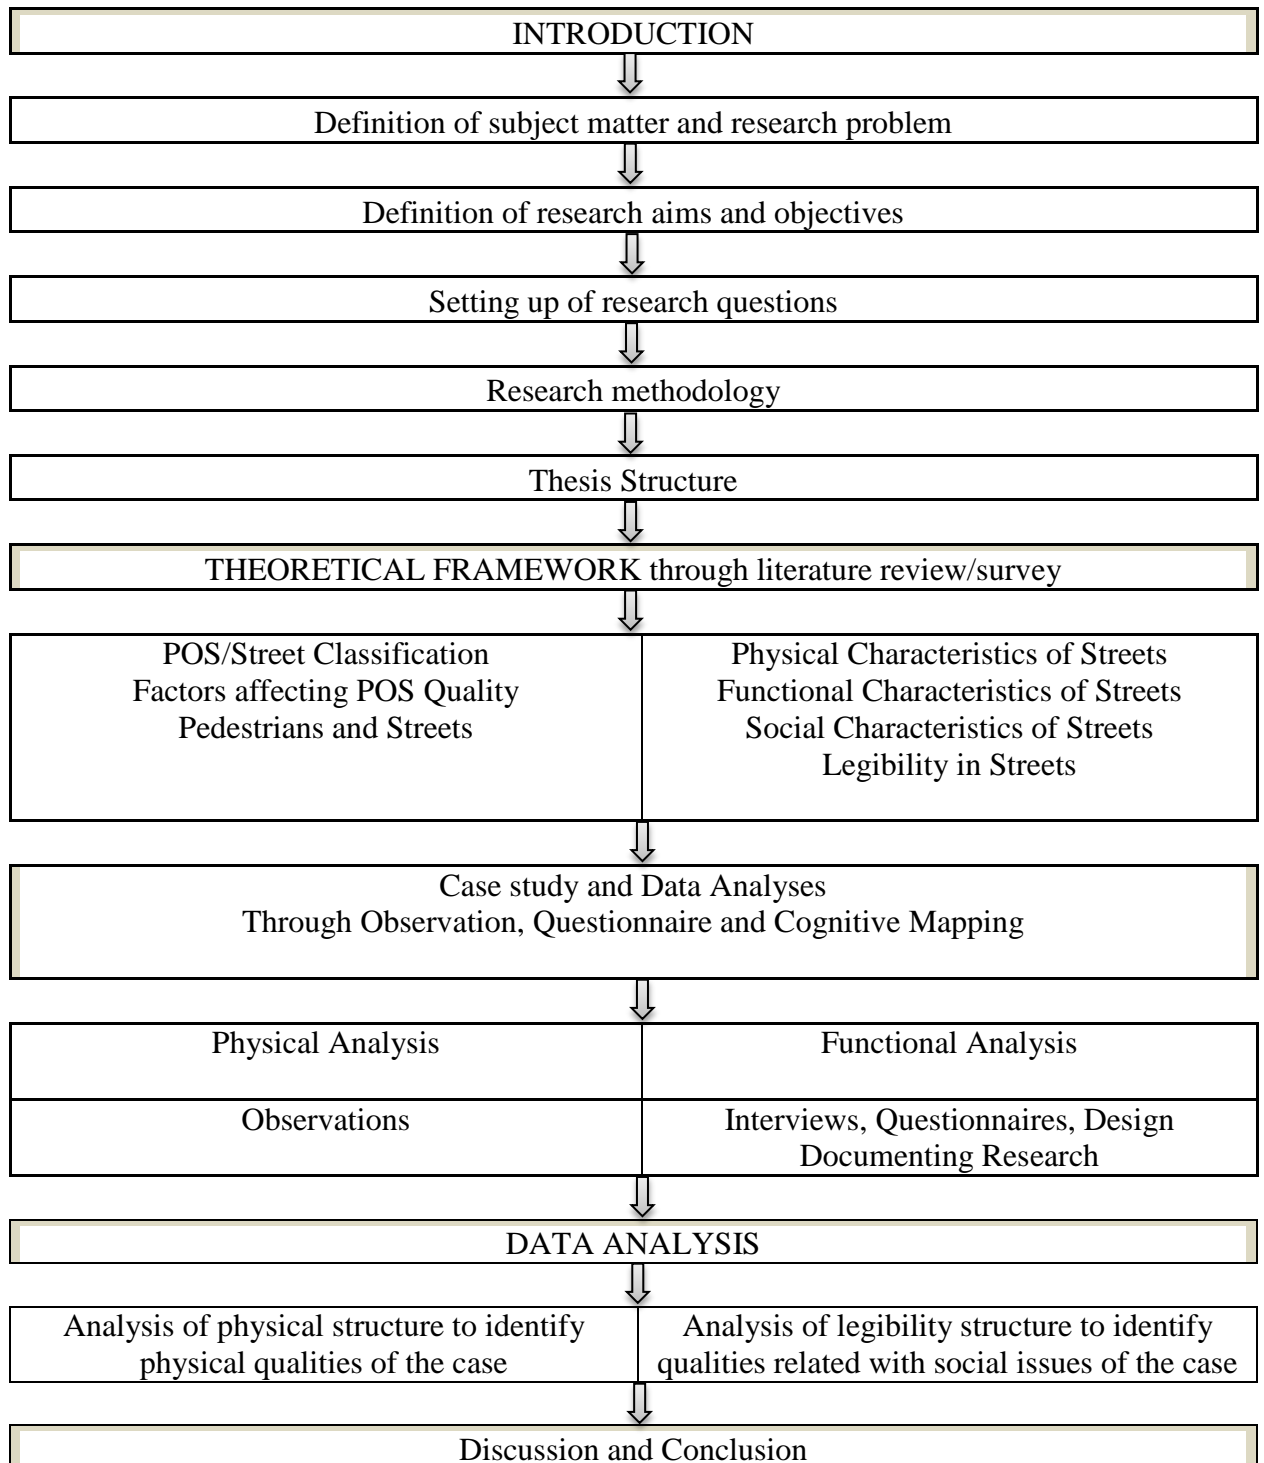 INTRODUCTION
Definition of subject matter and research problem
Definition of research aims and objectives
Setting up of research questions
Research methodology
Thesis Structure
THEORETICAL FRAMEWORK through literature review/survey
POS/Street Classification
Factors affecting POS Quality
Pedestrians and Streets
Physical Characteristics of Streets
Functional Characteristics of Streets
Social Characteristics of Streets
Legibility in Streets
Case study and Data Analyses
Through Observation, Questionnaire and Cognitive Mapping
Physical Analysis
Functional Analysis
Observations
Interviews, Questionnaires, Design
Documenting Research
DATA ANALYSIS
Analysis of physical structure to identify
physical qualities of the case
Analysis of legibility structure to identify
qualities related with social issues of the case
Discussion and Conclusion